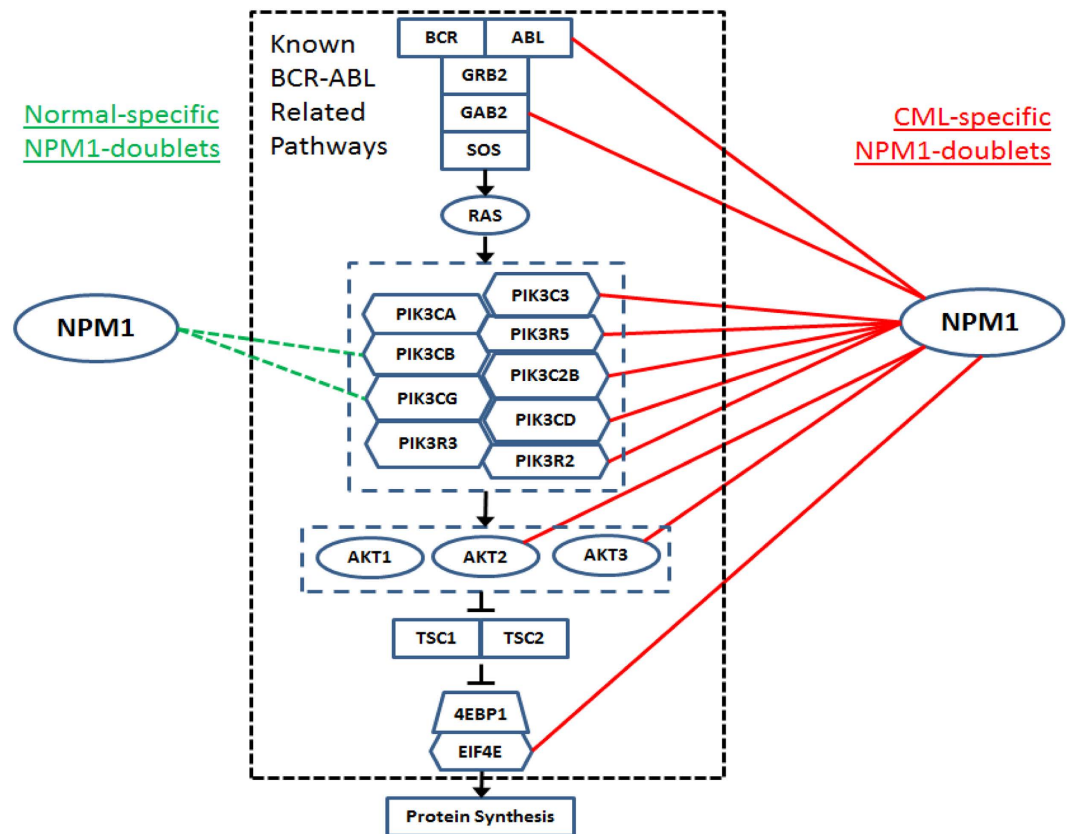 Known
BCR-ABL
Related
Pathways
BCR
ABL
GRB2
GAB2
SOS
Normal-specific
NPM1-doublets
CML-specific
NPM1-doublets
RAS
NPM1
NPM1
PIK3CA
PIK3CB
PIK3CG
PIK3R3
PIK3C3
PIK3R5
PIK3C2B
PIK3CD
PIK3R2
AKT1
AKT2
AKT3
TSC1
TSC2
4EBP1
EIF4E
Protein Synthesis